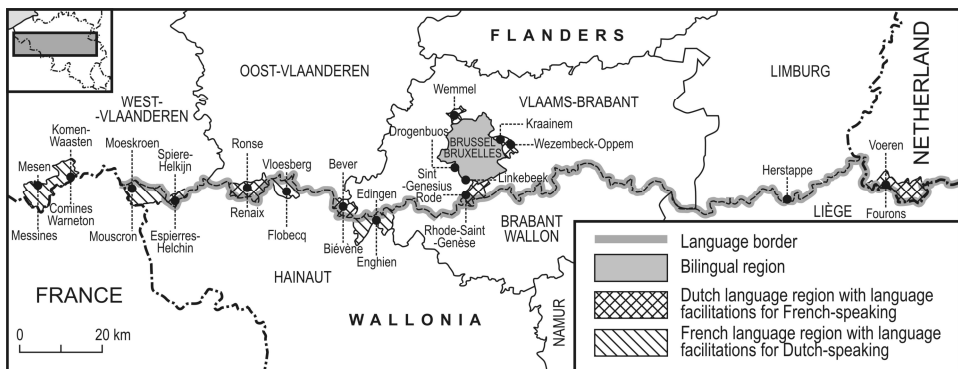 FLANDERS
OOST-VLAANDEREN
LIMBURG
NETHERLAND
WEST-
-VLAANDEREN
VLAAMS-BRABANT
Wemmel
Komen-
Waasten
Moeskroen
Spiere-
Helkijn
Ronse
Vloesberg
Drogenbuos
Kraainem
BRUSSEL
BRUXELLES
Wezembeck-Oppem
Mesen
Bever
Edingen
Sint
-Genesius
Rode
Linkebeek
Voeren
Herstappe
Comines
Warneton
Messines
Mouscron
Espierres-
Helchin
Renaix
Flobecq
Biévène
Enghien
Rhode-Saint
-Genèse
BRABANT
WALLON
LIÈGE
Fourons
HAINAUT
FRANCE
WALLONIA
NAMUR
0
20 km
Language border
Bilingual region
Dutch language region with language
facilitations for French-speaking
French language region with language
facilitations for Dutch-speaking